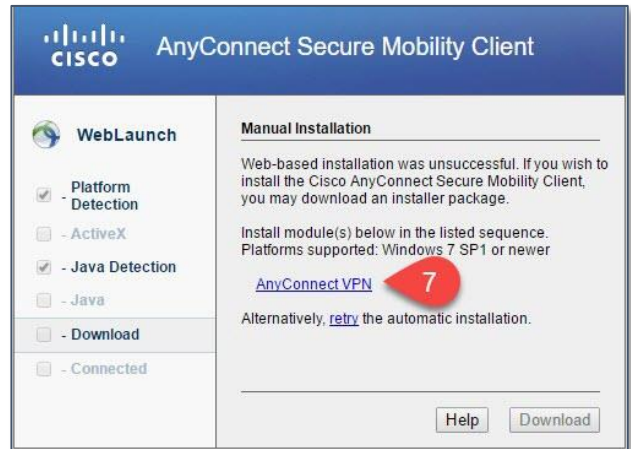 CISCO
AnyConnect Secure Mobility Client
WebLaunch
- Platform
Detection
- ActiveX
- Java Detection
- Java
- Download
- Connected
Manual Installation
Web-based installation was unsuccessful. If you wish to
install the Cisco AnyConnect Secure Mobility Client,
you may download an installer package.
Install module(s) below in the listed sequence.
Platforms supported: Windows 7 SP1 or newer
AnyConnect VPN
7
Alternatively, retry the automatic installation.
Help
Download